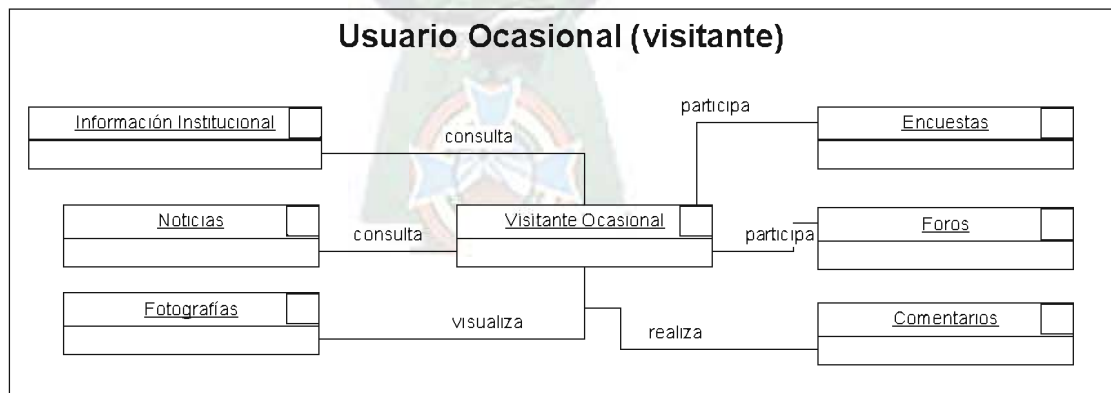 Usuario Ocasional (visitante)
Información Institucional
consulta
participa
Encuestas
Noticias
consulta
Visitante Ocasional
participa
Foros
Fotografías
visualiza
realiza
Comentarios